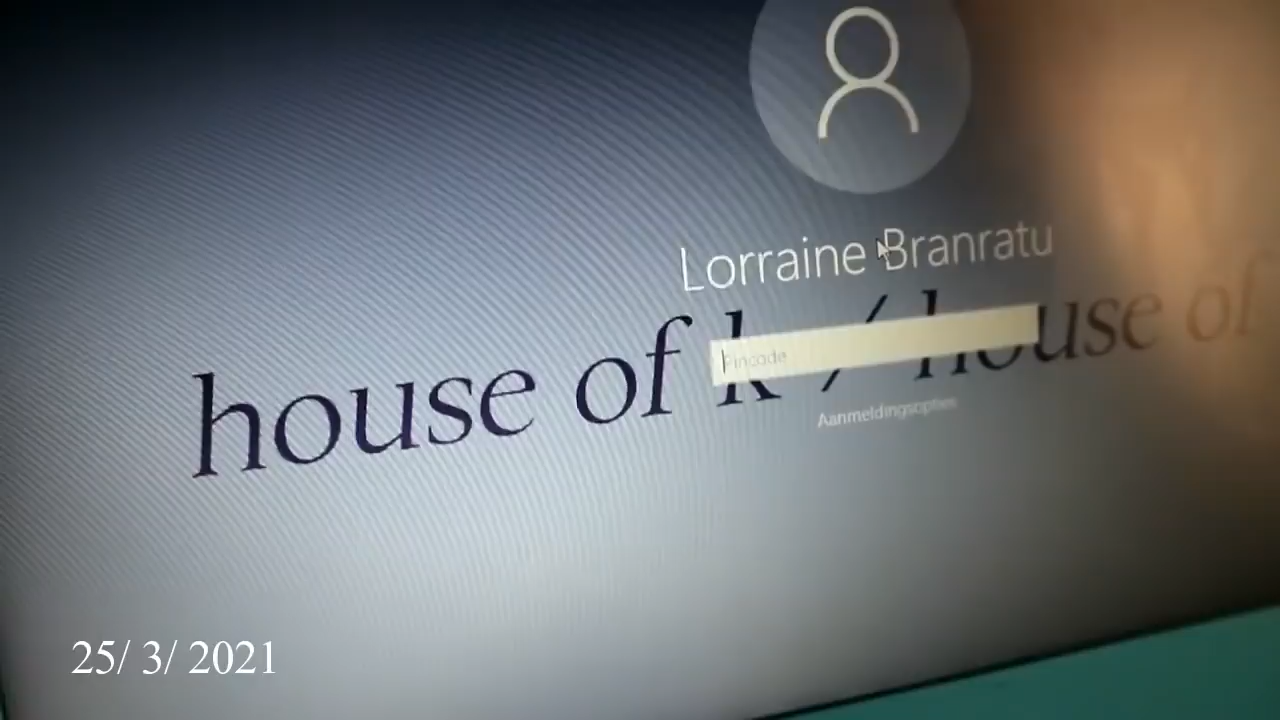 Lorraine Branratu
house of k / house of
Pincode
Aanmeldingsopties
25/ 3/ 2021